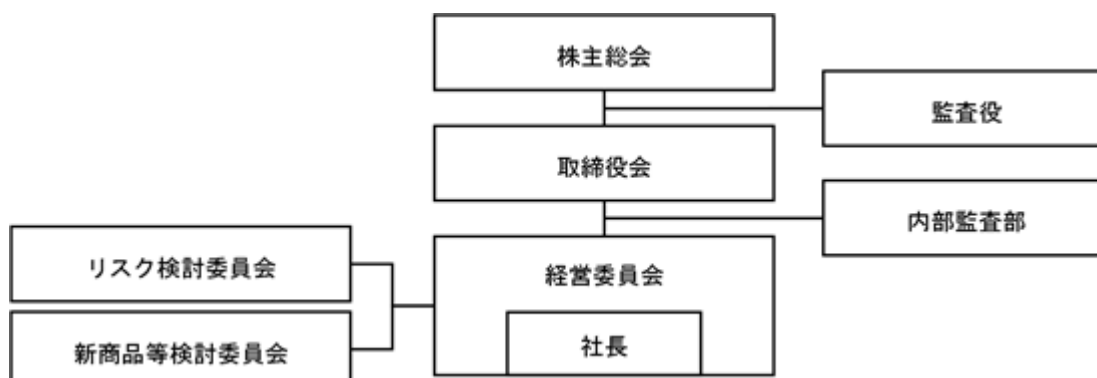 株主総会
監査役
取締役会
内部監査部
リスク検討委員会
経営委員会
新商品等検討委員会
社長